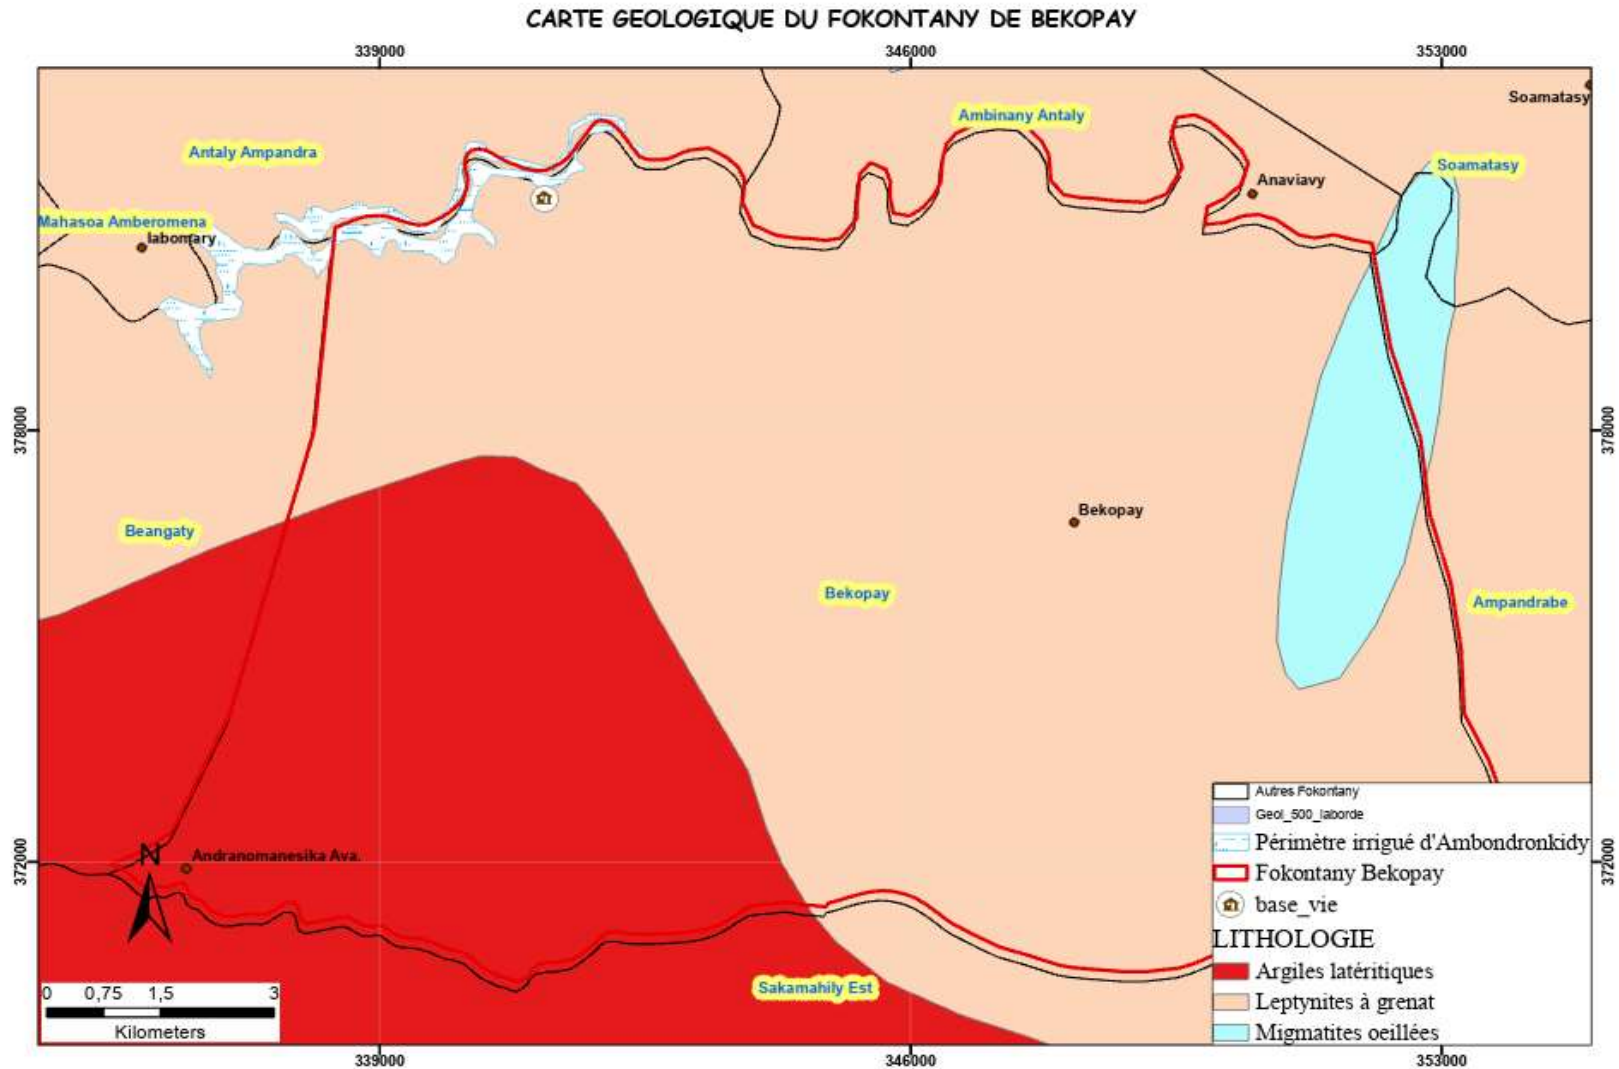 CARTE GEOLOGIQUE DU FOKONTANY DE BEKOPAY
339000 346000 353000
Soamatasy
Ambinany Antaly
Antaly Ampandra
Soamatasy
Anaviavy
Mahasoa Amberomena
Iabomary
378000 378000
Bekopay
Beangaty
Bekopay
Ampandrabe
Autres Fokontany
Geol_500_laborde
Périmètre irrigué d'Ambondronkidy
N
Andranomanesika Ava.
372000 372000
Fokontany Bekopay
base_vie
LITHOLOGIE
Argiles latéritiques
Sakamahily Est
0 0,75 1,5 3
Leptynites à grenat
Kilometers
Migmatites oeillées
339000 346000 353000